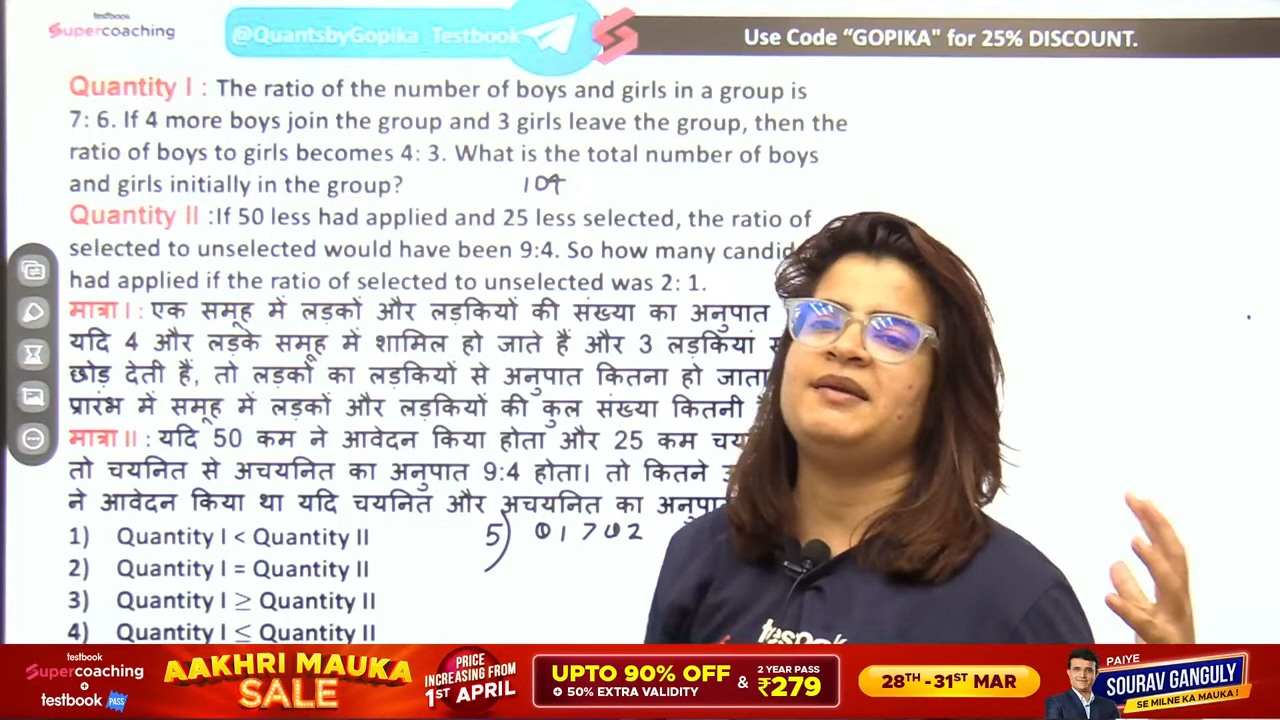 testbook
Supercoaching
@QuantsbyGopika Testbook
Use Code “GOPIKA" for 25% DISCOUNT.
Quantity I : The ratio of the number of boys and girls in a group is
7: 6. If 4 more boys join the group and 3 girls leave the group, then the
ratio of boys to girls becomes 4: 3. What is the total number of boys
and girls initially in the group?
104
Quantity II :If 50 less had applied and 25 less selected, the ratio of
selected to unselected would have been 9:4. So how many candid
had applied if the ratio of selected to unselected was 2: 1.
मात्रा I : एक समूह में लड़कों और लड़कियों की संख्या का अनुपात
यदि 4 और लड़के समूह में शामिल हो जाते हैं और 3 लड़कियां
छोड़ देती हैं, तो लड़कों का लड़कियों से अनुपात कितना हो जाता
प्रारंभ में समूह में लड़कों और लड़कियों की कुल संख्या कितनी
मात्रा II : यदि 50 कम ने आवेदन किया होता और 25 कम
तो चयनित से अचयनित का अनुपात 9:4 होता। तो कितने
ने आवेदन किया था यदि चयनित और अचयनित का
1) Quantity I < Quantity II
5) 01702
2) Quantity I = Quantity II
3) Quantity I ≥ Quantity II
4) Quantity I ≤ Quantity II
testbook
Supercoaching
+
testbook PASS
AAKHRI MAUKA
SALE
PRICE
INCREASING FROM
1ST APRIL
UPTO 90% OFF
+ 50% EXTRA VALIDITY
&
2 YEAR PASS
₹279
28TH - 31ST MAR
PAIYE
SOURAV GANGULY
SE MILNE KA MAUKA !